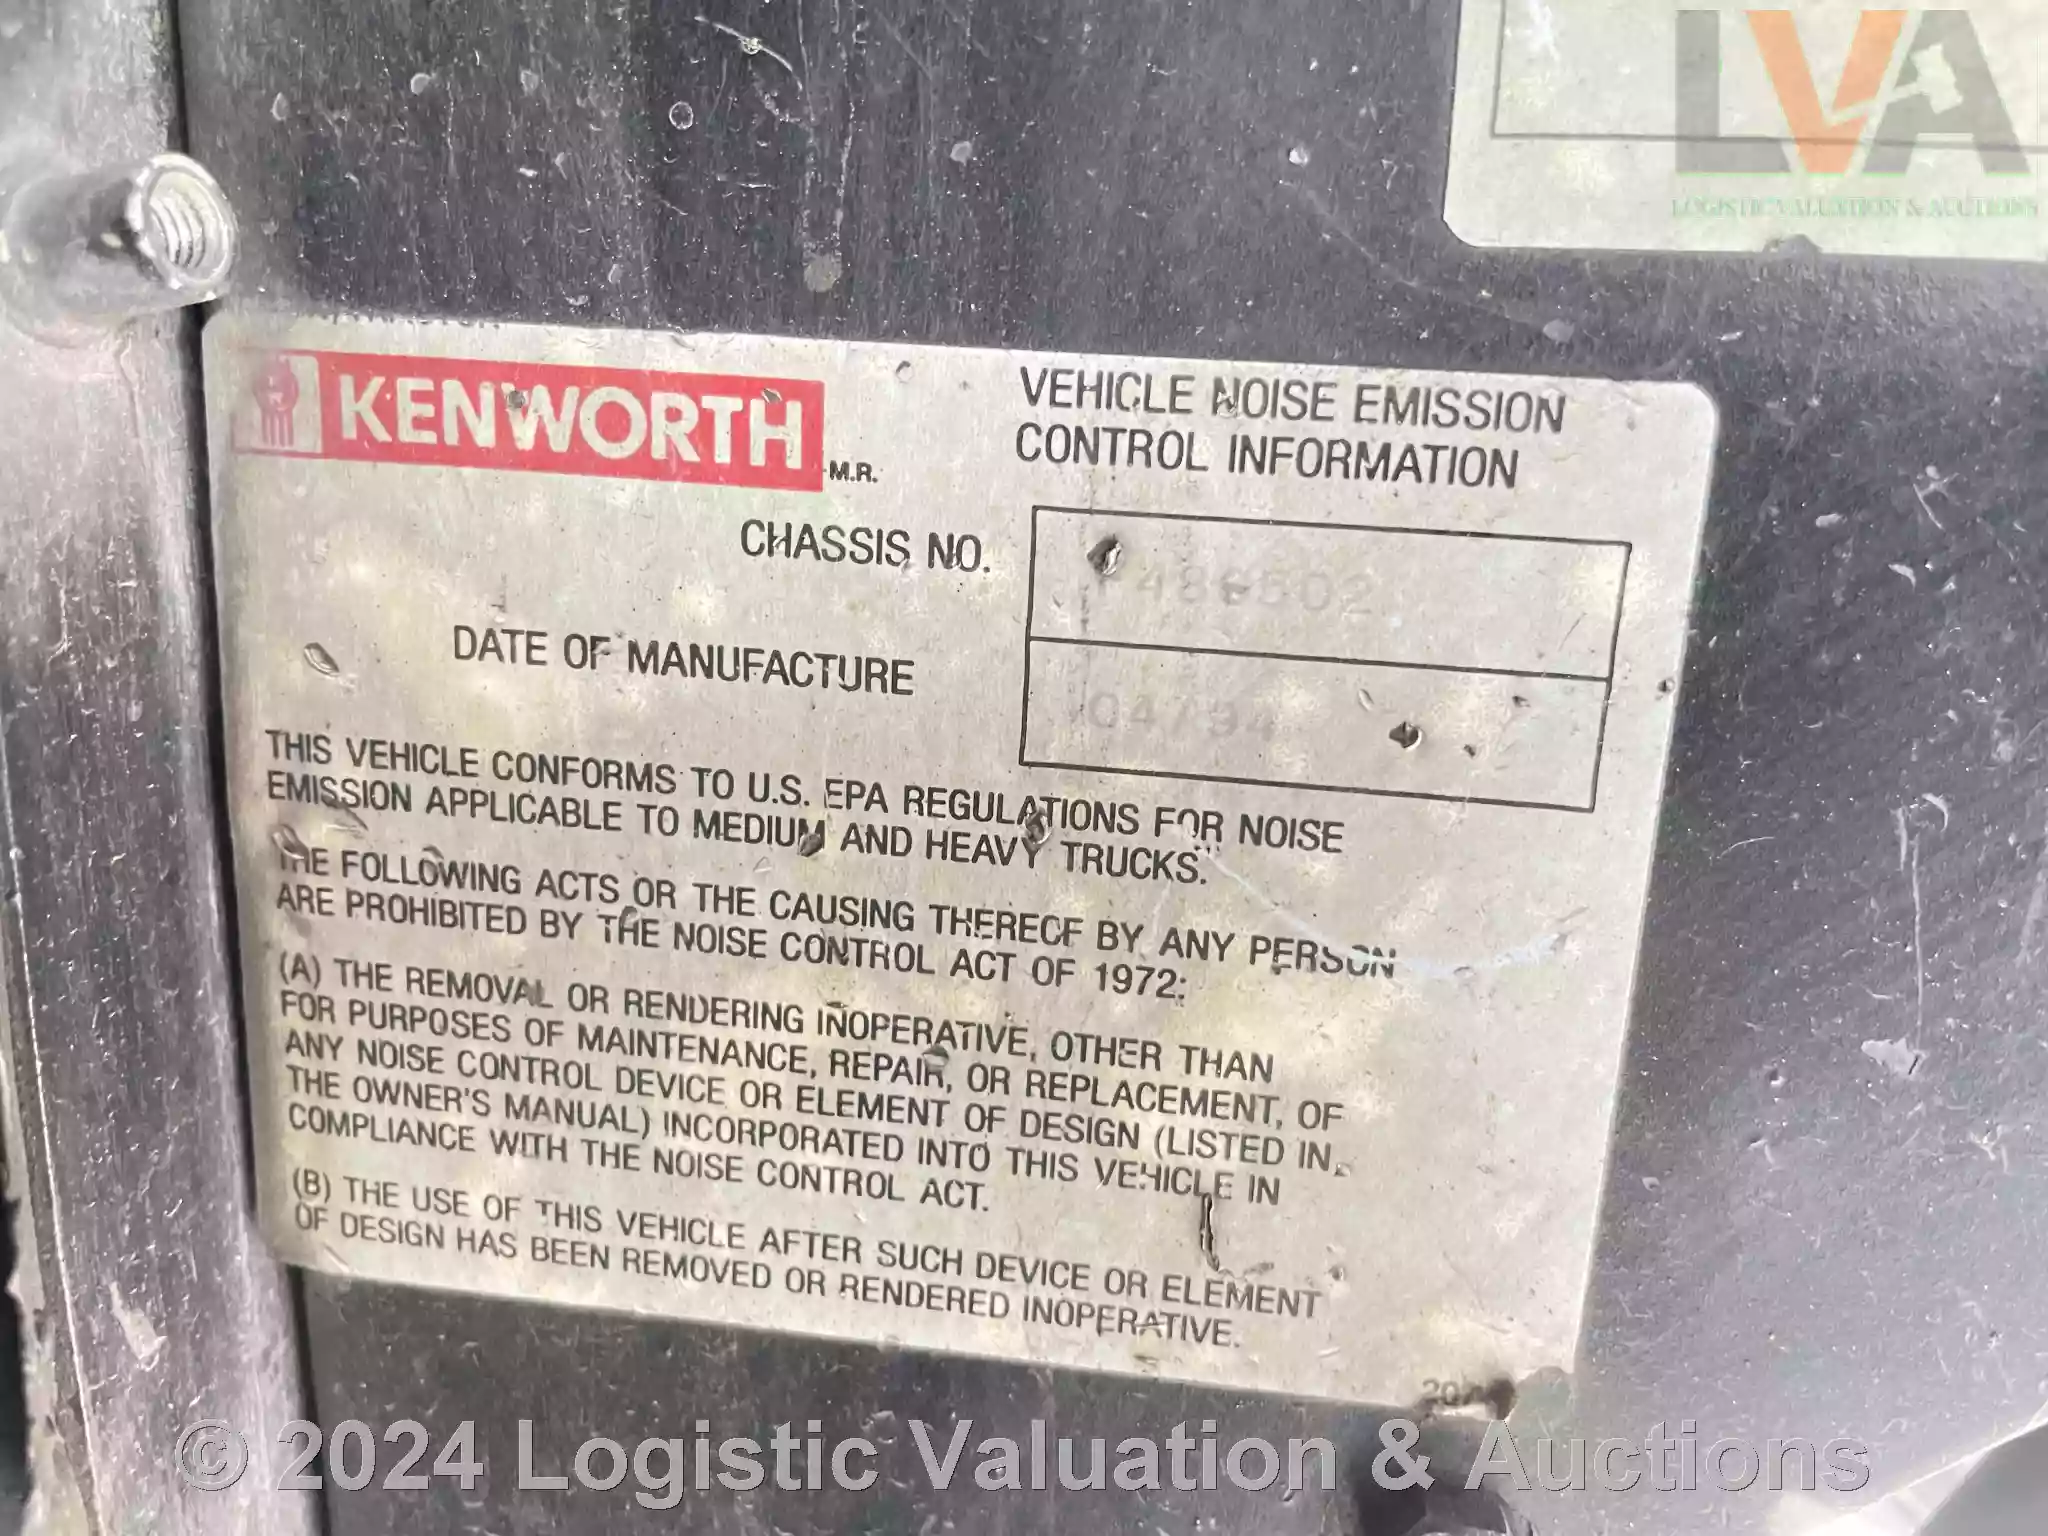 LVA
LOGISTIC VALUATION & AUCTIONS
KENWORTH M.R.
VEHICLE NOISE EMISSION
CONTROL INFORMATION
CHASSIS NO.
DATE OF MANUFACTURE
04/94
THIS VEHICLE CONFORMS TO U.S. EPA REGULATIONS FOR NOISE
EMISSION APPLICABLE TO MEDIUM AND HEAVY TRUCKS.
THE FOLLOWING ACTS OR THE CAUSING THEREOF BY ANY PERSON
ARE PROHIBITED BY THE NOISE CONTROL ACT OF 1972:
(A) THE REMOVAL OR RENDERING INOPERATIVE, OTHER THAN
FOR PURPOSES OF MAINTENANCE, REPAIR, OR REPLACEMENT, OF
ANY NOISE CONTROL DEVICE OR ELEMENT OF DESIGN (LISTED IN
THE OWNER'S MANUAL) INCORPORATED INTO THIS VEHICLE IN
COMPLIANCE WITH THE NOISE CONTROL ACT.
(B) THE USE OF THIS VEHICLE AFTER SUCH DEVICE OR ELEMENT
OF DESIGN HAS BEEN REMOVED OR RENDERED INOPERATIVE.
© 2024 Logistic Valuation & Auctions